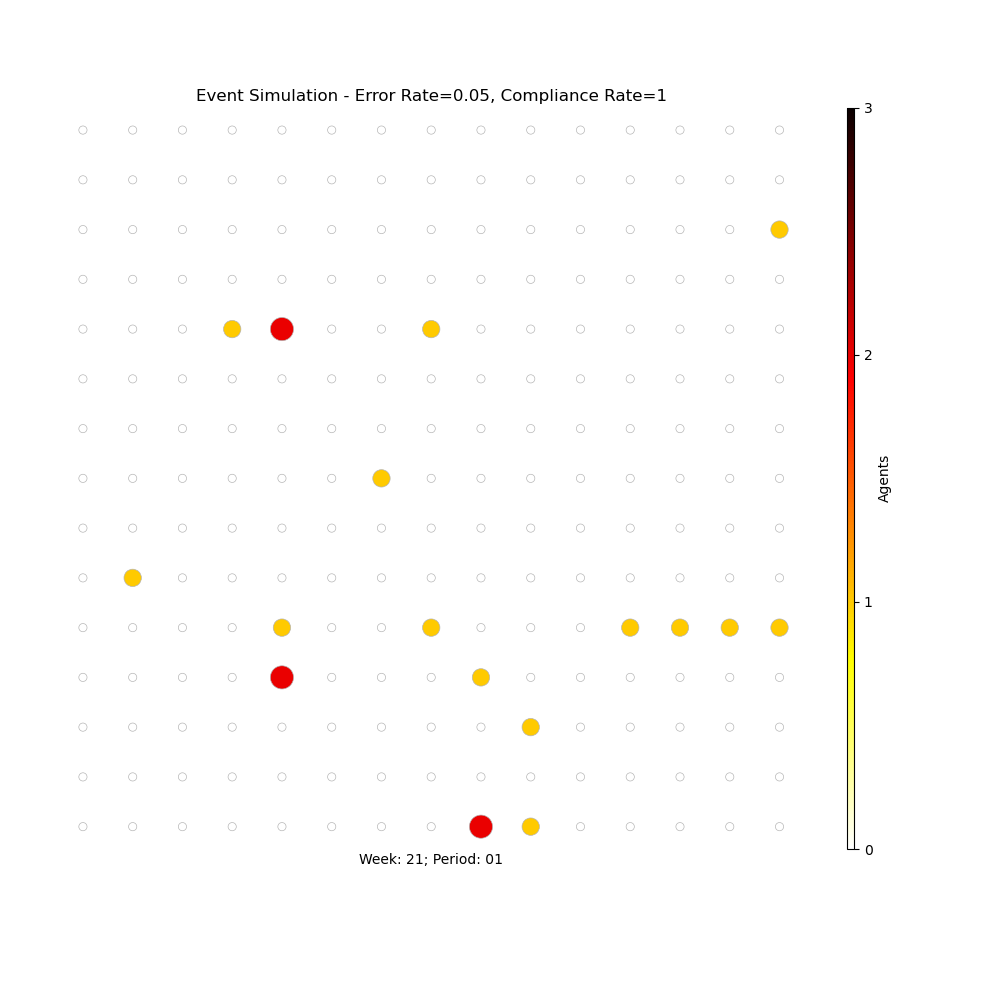 Event Simulation - Error Rate=0.05, Compliance Rate=1
3
2
Agents
1
0
Week: 21; Period: 01